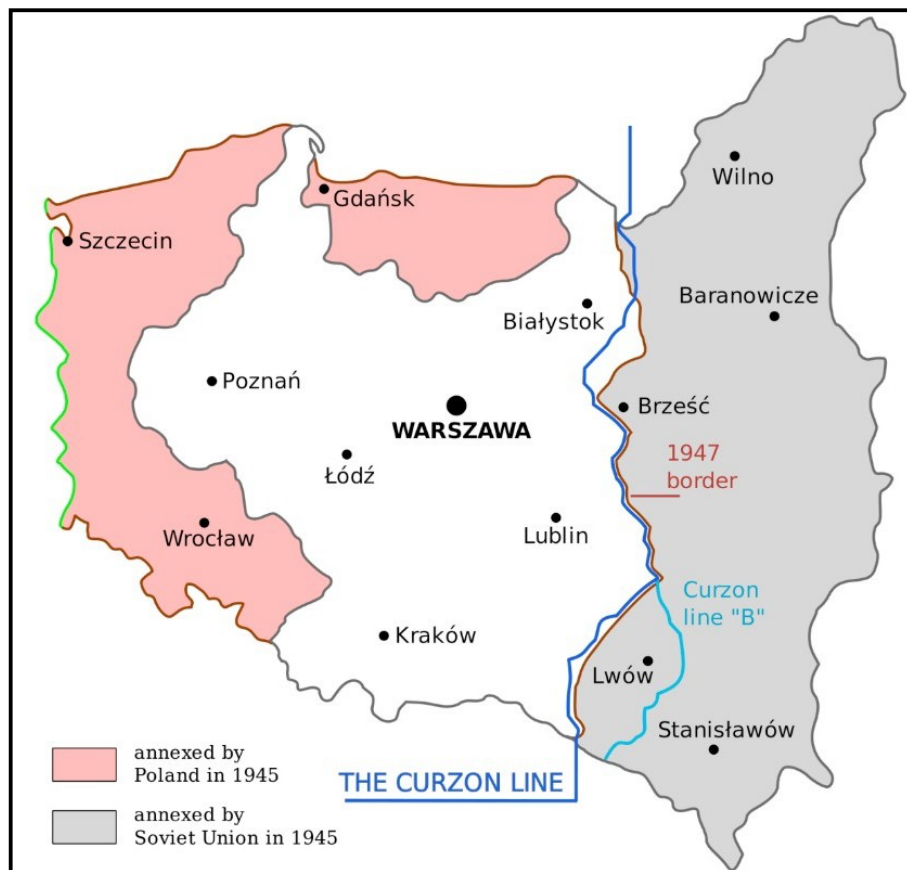 Wilno
Gdańsk
Szczecin
Baranowicze
Białystok
Poznań
Brześć
WARSZAWA
1947
border
Łódź
Wrocław
Lublin
Curzon
line "B"
Kraków
Lwów
Stanisławów
annexed by
Poland in 1945
THE CURZON LINE
annexed by
Soviet Union in 1945